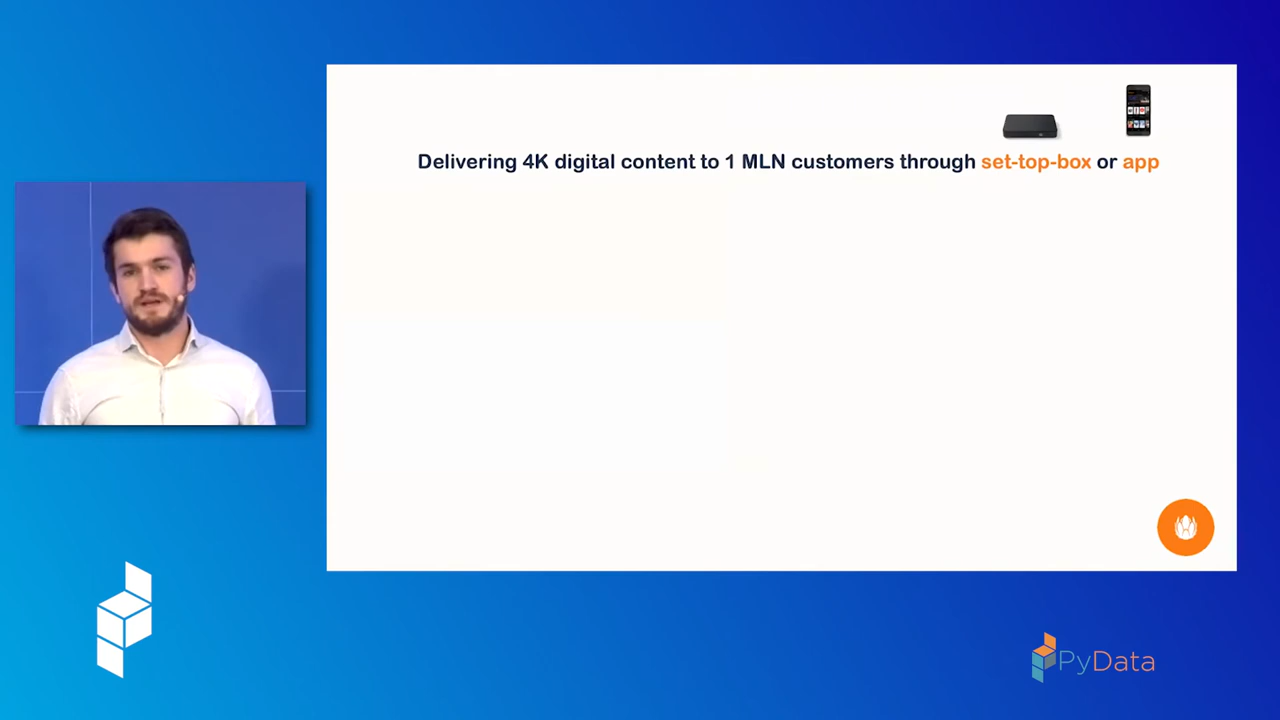 Delivering 4K digital content to 1 MLN customers through set-top-box or app
PyData